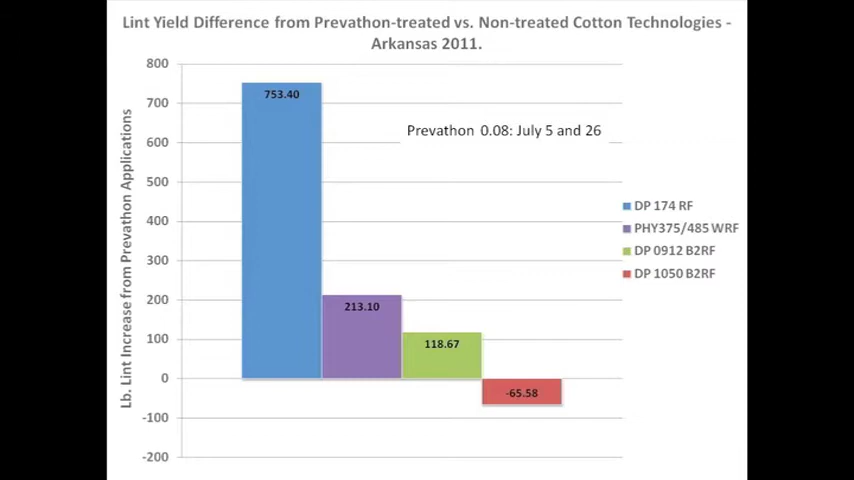 Lint Yield Difference from Prevathon-treated vs. Non-treated Cotton Technologies -
Arkansas 2011.
Lb. Lint Increase from Prevathon Applications
800
700
600
500
400
300
200
100
0
-100
-200
753.40
213.10
118.67
-65.58
Prevathon 0.08: July 5 and 26
DP 174 RF
PHY375/485 WRF
DP 0912 B2RF
DP 1050 B2RF